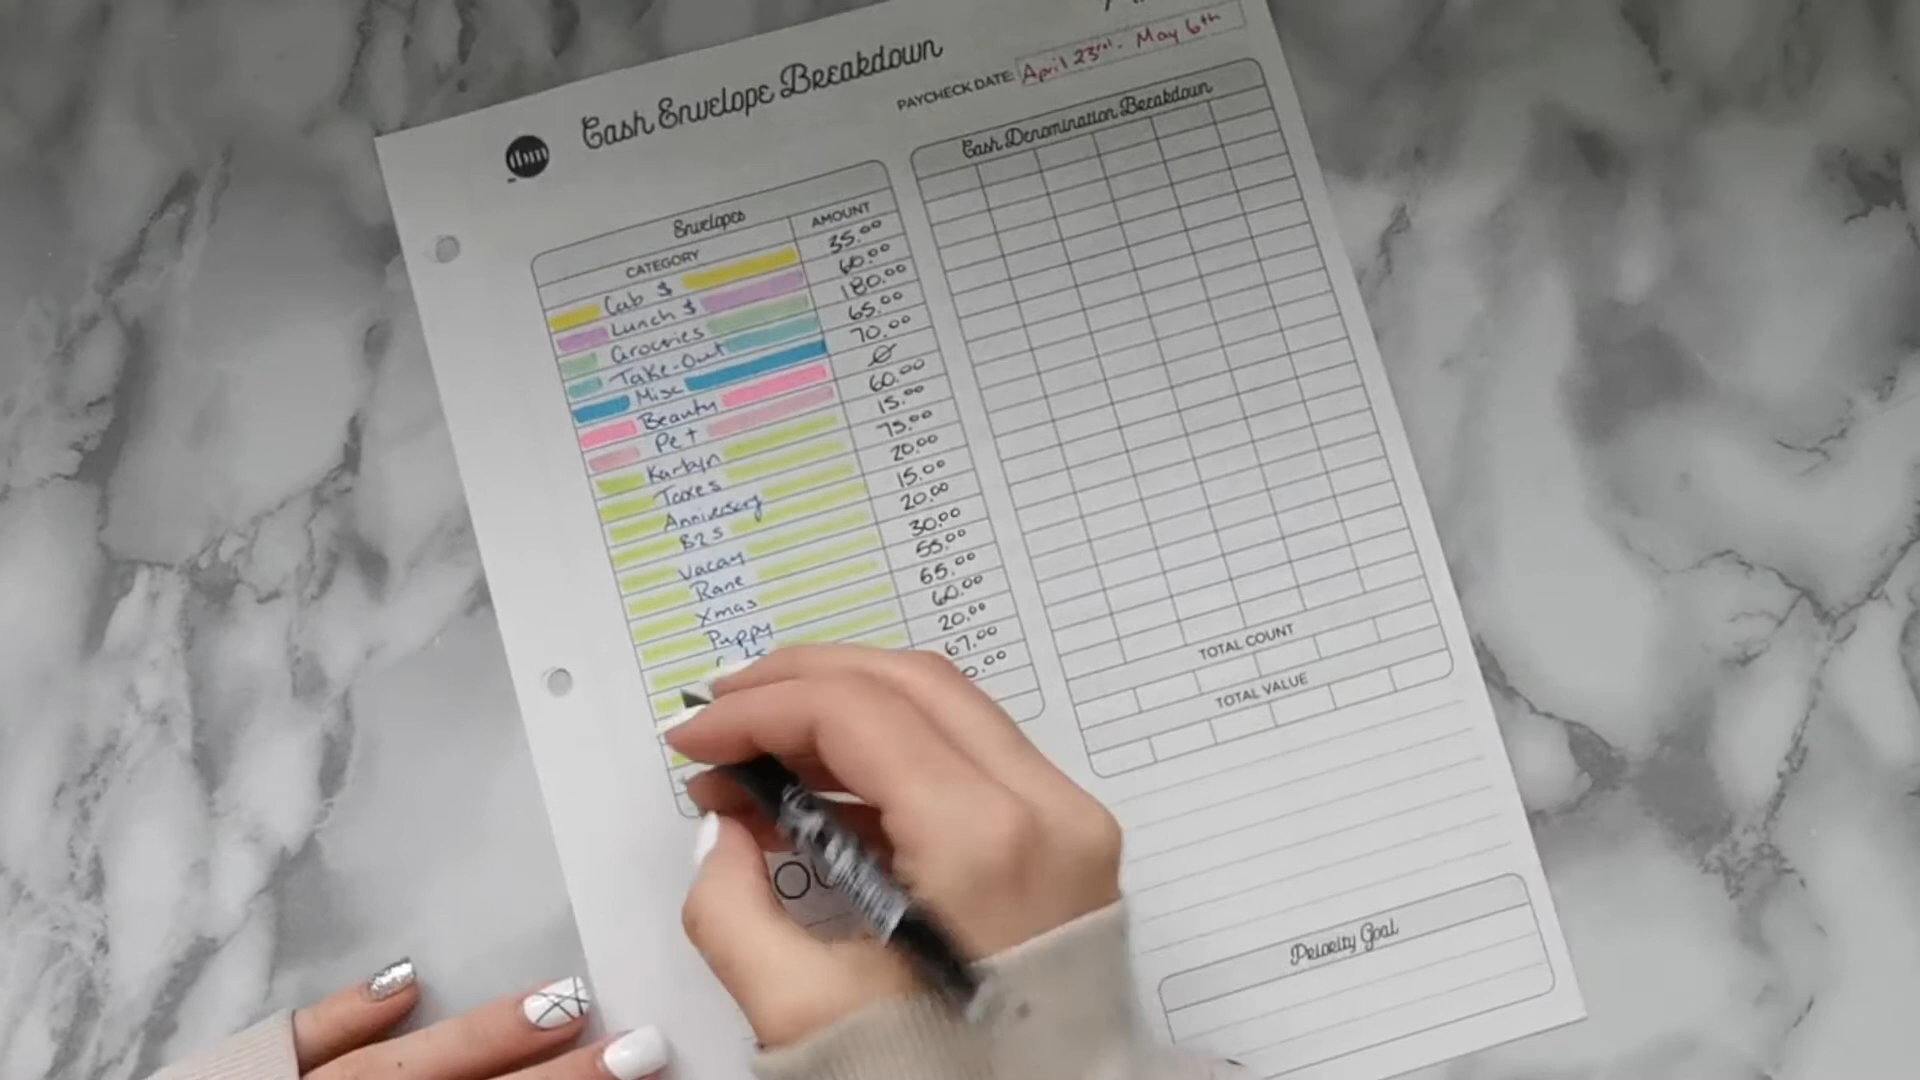 Cash Envelope Breakdown
PAYCHECK DATE: April 23rd - May 6th
tbm
Envelopes
CATEGORY AMOUNT
Cab $ 35.00
Lunch $ 60.00
Groceries 180.00
Take-Out 65.00
Misc 70.00
Beauty Ø
Pet 60.00
15.00
Taxes 75.00
Anniversary 20.00
B2S 15.00
Vacay 20.00
Rane 30.00
Xmas 55.00
Puppy 65.00
60.00
20.00
67.00
Cash Denomination Breakdown
TOTAL COUNT
TOTAL VALUE
Priority Goal